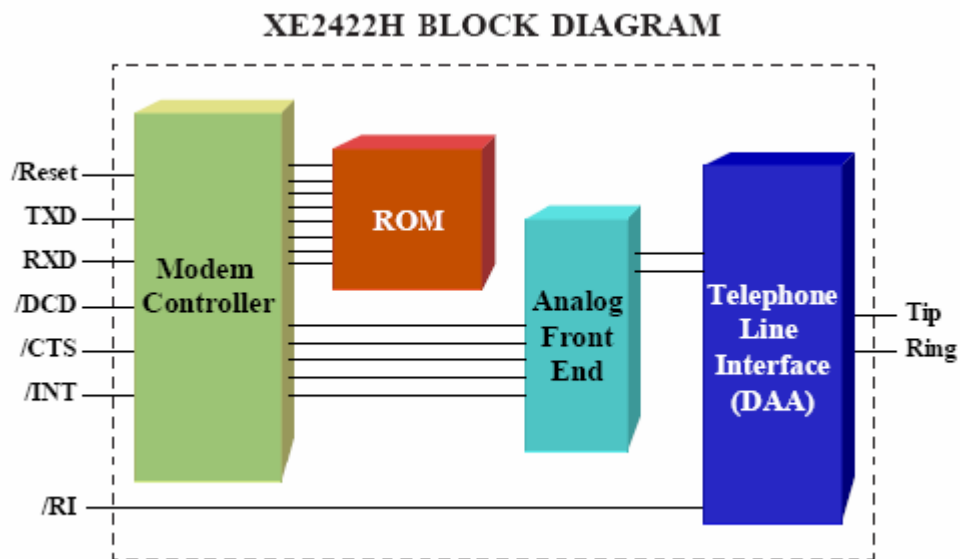 XE2422H BLOCK DIAGRAM
/Reset
TXD
RXD
/DCD
/CTS
/INT
/RI
Modem
Controller
ROM
Analog
Front
End
Telephone
Line
Interface
(DAA)
Tip
Ring